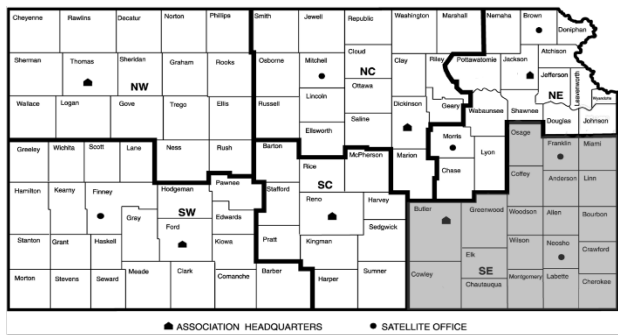 Cheyenne Rawlins Decatur Norton Phillips Smith Jewell Republic Washington Marshall Nemaha Brown Doniphan
Sherman Thomas Sheridan Graham Rooks Osborne Mitchell Cloud Clay Riley Pottawatomie Jackson Atchison
NW NC Jefferson Leavenworth
Wallace Logan Gove Trego Ellis Russell Lincoln Ottawa Dickinson Geary Wabaunsee Shawnee NE Wyandotte
Ellsworth Saline Morris Douglas Johnson
Greeley Wichita Scott Lane Ness Rush Barton McPherson Marion Chase Lyon Osage Franklin Miami
Rice
Hamilton Kearny Finney Hodgeman Pawnee Stafford SC Reno Harvey Butler Greenwood Coffey Anderson Linn
SW
Gray Ford Edwards Sedgwick Woodson Allen Bourbon
Stanton Grant Haskell Kiowa Pratt Kingman Elk Wilson Neosho Crawford
Morton Stevens Seward Meade Clark Comanche Barber Harper Sumner Cowley SE Chautauqua Montgomery Labette Cherokee
ASSOCIATION HEADQUARTERS SATELLITE OFFICE